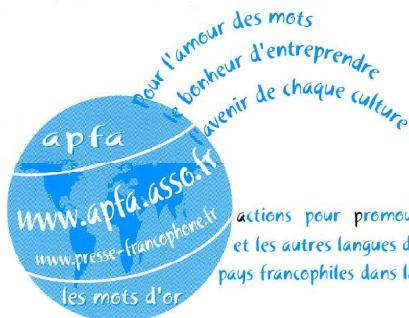 pour l'amour des mots
le bonheur d'entreprendre
l'avenir de chaque culture
apfa
www.apfa.asso.fr
www.presse-francophone.fr
les mots d'or
actions pour promou
et les autres langues d
pays francophiles dans l